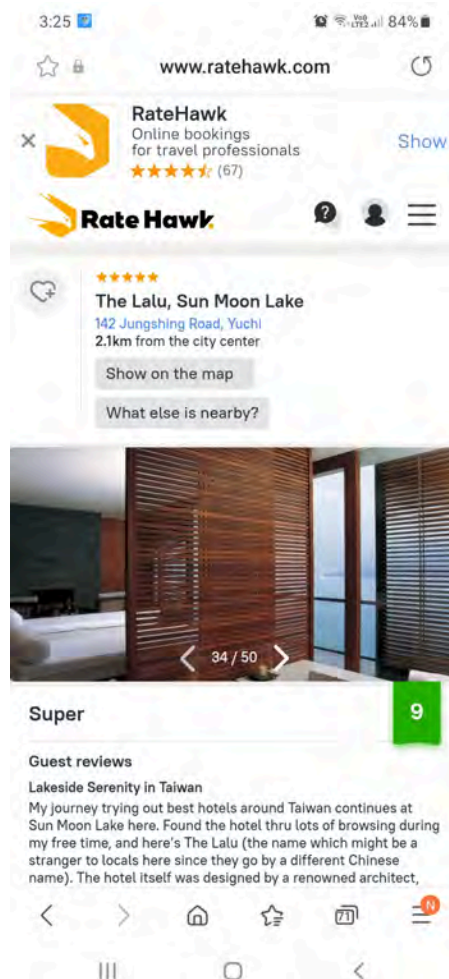 3:25
Vo)) LTE2 84%
www.ratehawk.com
RateHawk
Online bookings
for travel professionals
(67)
Show
Rate Hawk.
The Lalu, Sun Moon Lake
142 Jungshing Road, Yuchi
2.1km from the city center
Show on the map
What else is nearby?
34 / 50
Super
9
Guest reviews
Lakeside Serenity in Taiwan
My journey trying out best hotels around Taiwan continues at
Sun Moon Lake here. Found the hotel thru lots of browsing during
my free time, and here's The Lalu (the name which might be a
stranger to locals here since they go by a different Chinese
name). The hotel itself was designed by a renowned architect,
71
N